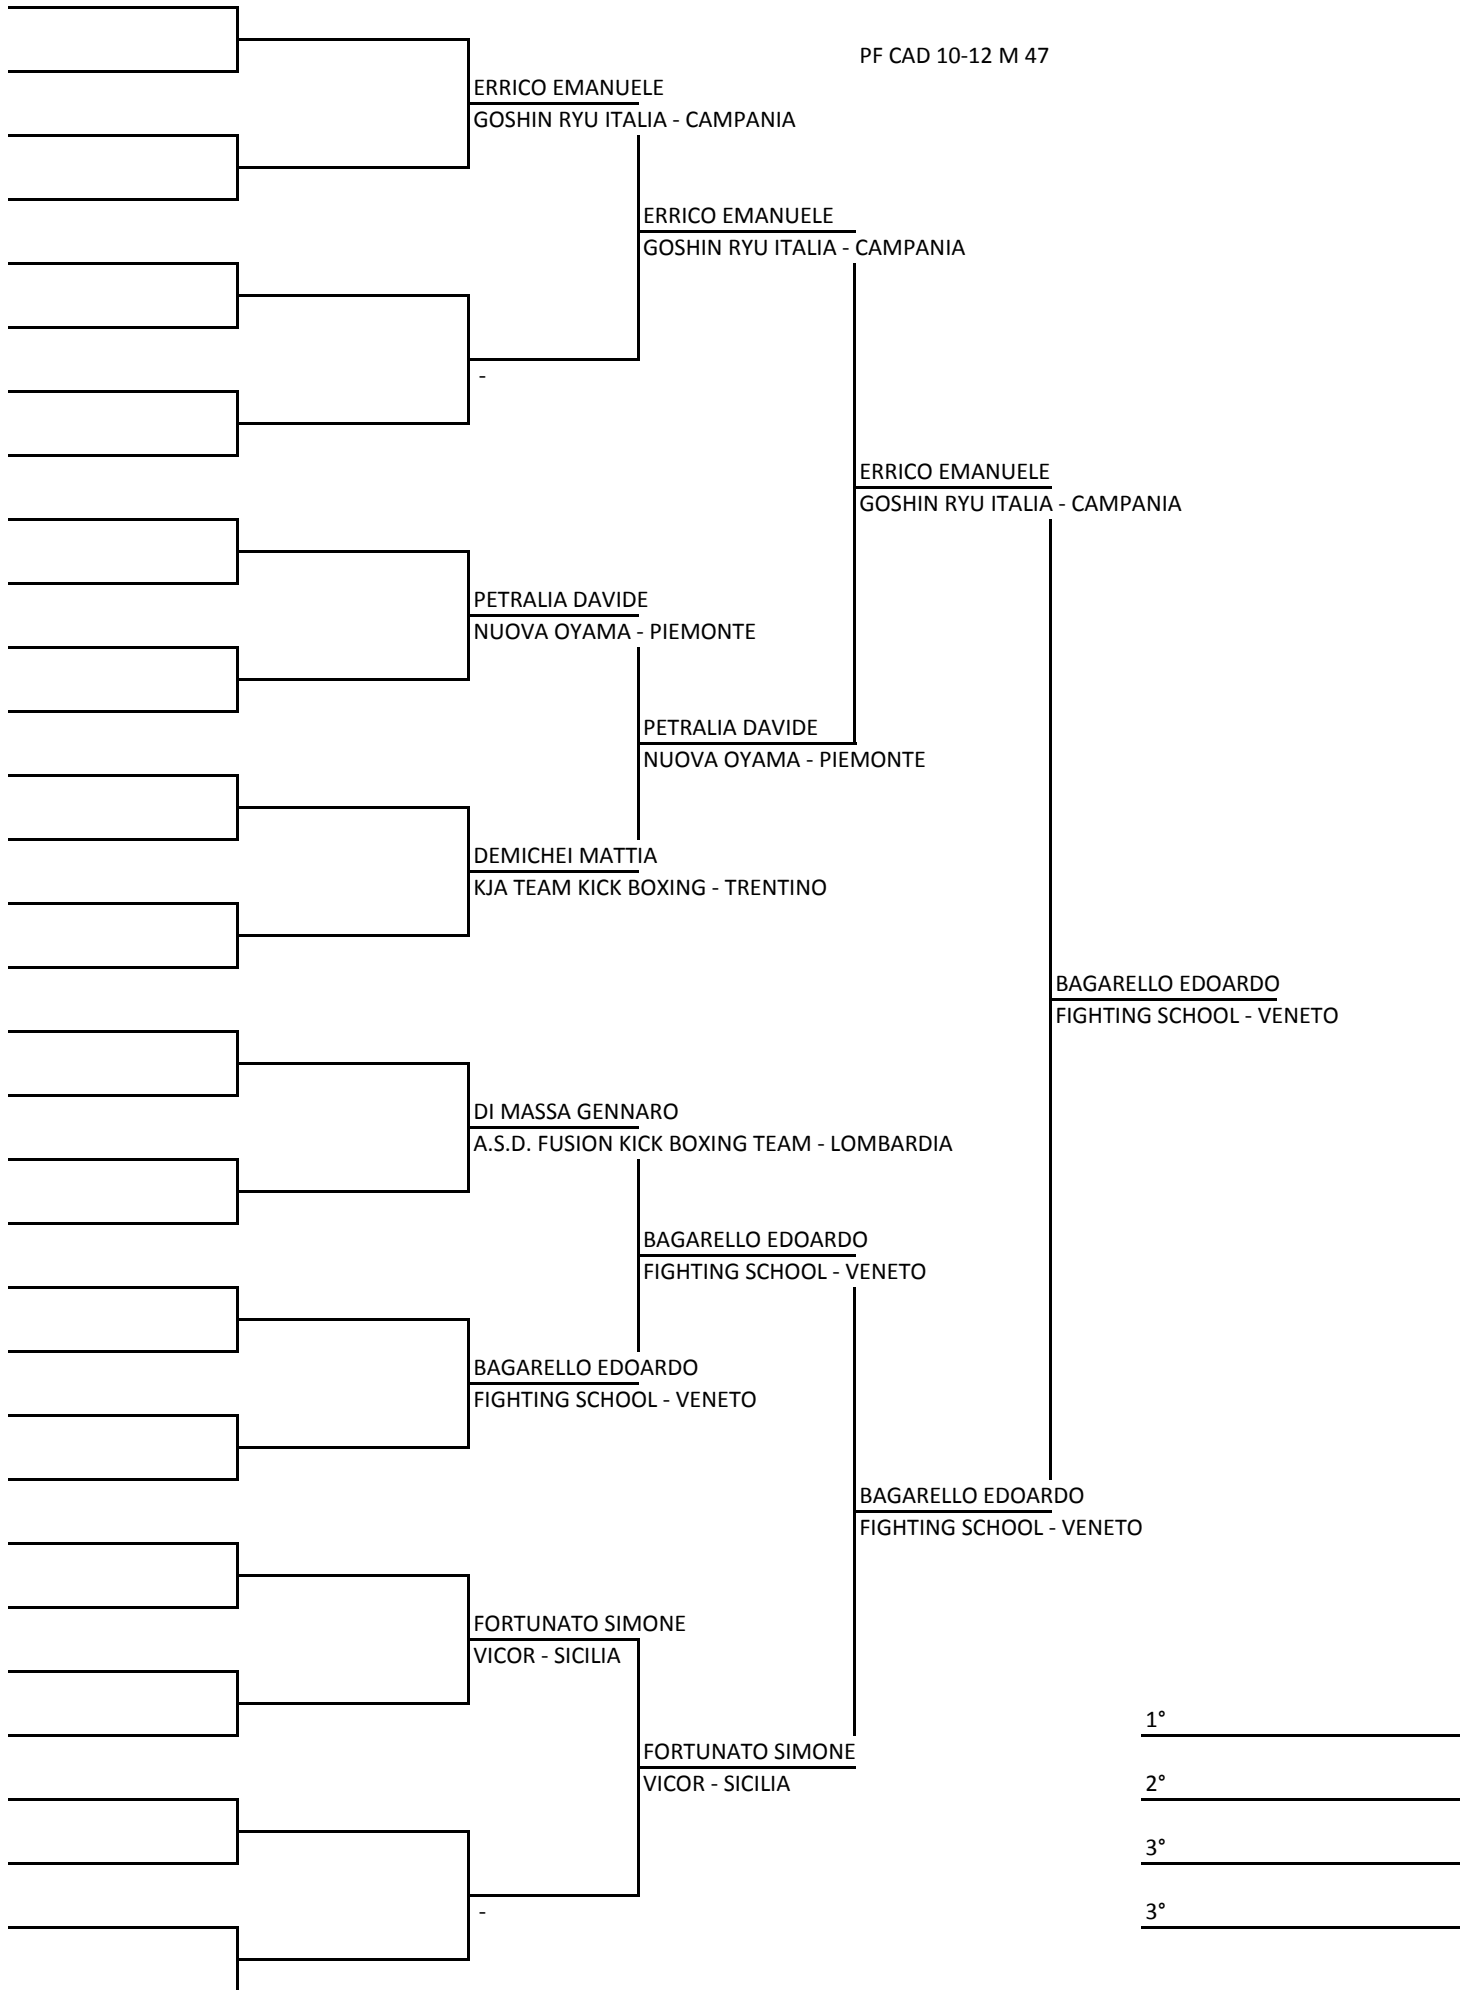 PF CAD 10-12 M 47
ERRICO EMANUELE
GOSHIN RYU ITALIA - CAMPANIA
ERRICO EMANUELE
GOSHIN RYU ITALIA - CAMPANIA
-
ERRICO EMANUELE
GOSHIN RYU ITALIA - CAMPANIA
PETRALIA DAVIDE
NUOVA OYAMA - PIEMONTE
PETRALIA DAVIDE
NUOVA OYAMA - PIEMONTE
DEMICHEI MATTIA
KJA TEAM KICK BOXING - TRENTINO
BAGARELLO EDOARDO
FIGHTING SCHOOL - VENETO
DI MASSA GENNARO
A.S.D. FUSION KICK BOXING TEAM - LOMBARDIA
BAGARELLO EDOARDO
FIGHTING SCHOOL - VENETO
BAGARELLO EDOARDO
FIGHTING SCHOOL - VENETO
BAGARELLO EDOARDO
FIGHTING SCHOOL - VENETO
FORTUNATO SIMONE
VICOR - SICILIA
1°
FORTUNATO SIMONE
VICOR - SICILIA
2°
3°
-
3°